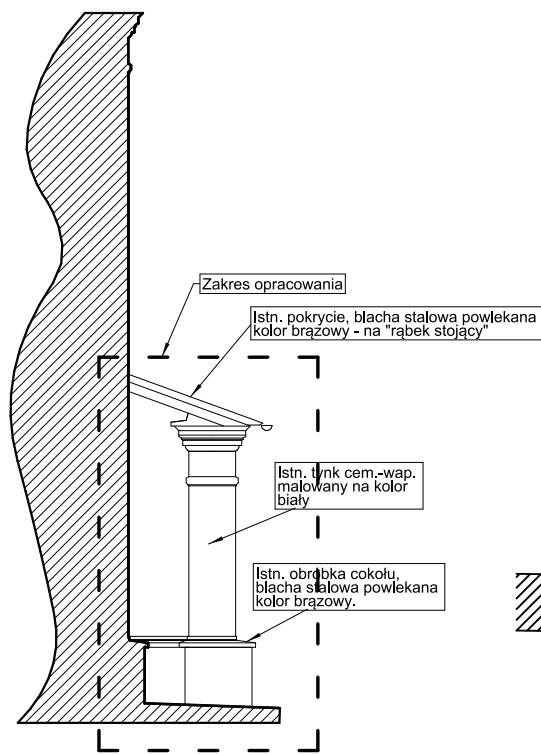 Zakres opracowania
Istn. pokrycie, blacha stalowa powlekana
kolor brązowy - na "rąbek stojący"
Istn. tynk cem.-wap.
malowany na kolor
biały
Istn. obróbka cokołu,
blacha stalowa powlekana
kolor brązowy.